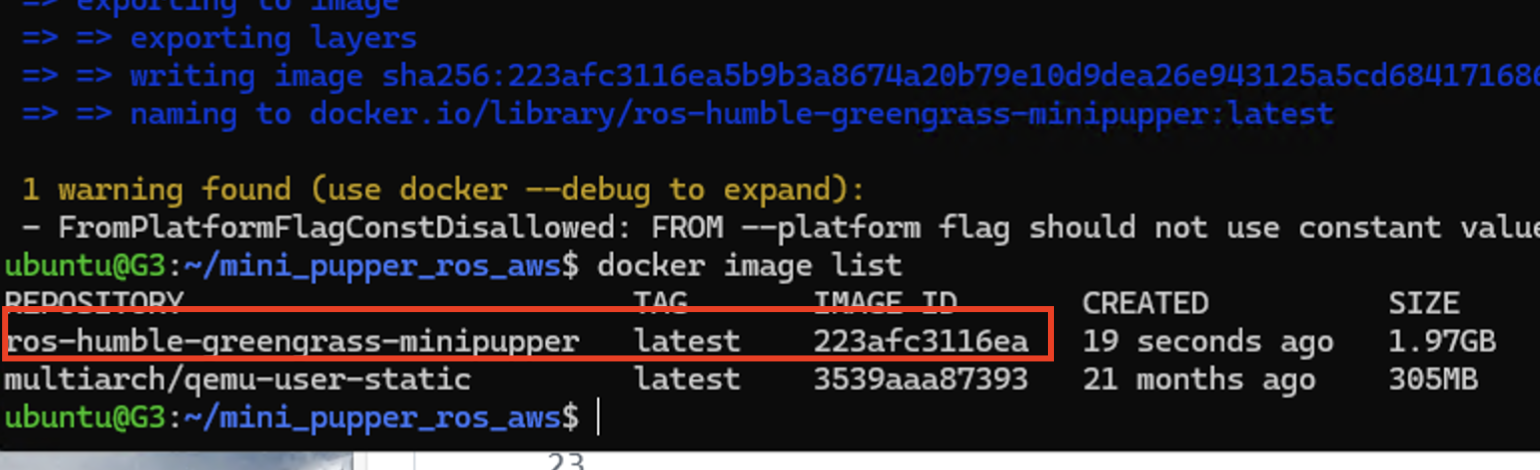 => exporting to image
=> => exporting layers
=> => writing image sha256:223afc3116ea5b9b3a8674a20b79e10d9dea26e943125a5cd684171686
=> => naming to docker.io/library/ros-humble-greengrass-minipupper:latest
1 warning found (use docker --debug to expand):
- FromPlatformFlagConstDisallowed: FROM --platform flag should not use constant value
ubuntu@G3:~/mini_pupper_ros_aws$ docker image list
REPOSITORY TAG IMAGE ID CREATED SIZE
ros-humble-greengrass-minipupper latest 223afc3116ea 19 seconds ago 1.97GB
multiarch/qemu-user-static latest 3539aaa87393 21 months ago 305MB
ubuntu@G3:~/mini_pupper_ros_aws$
23